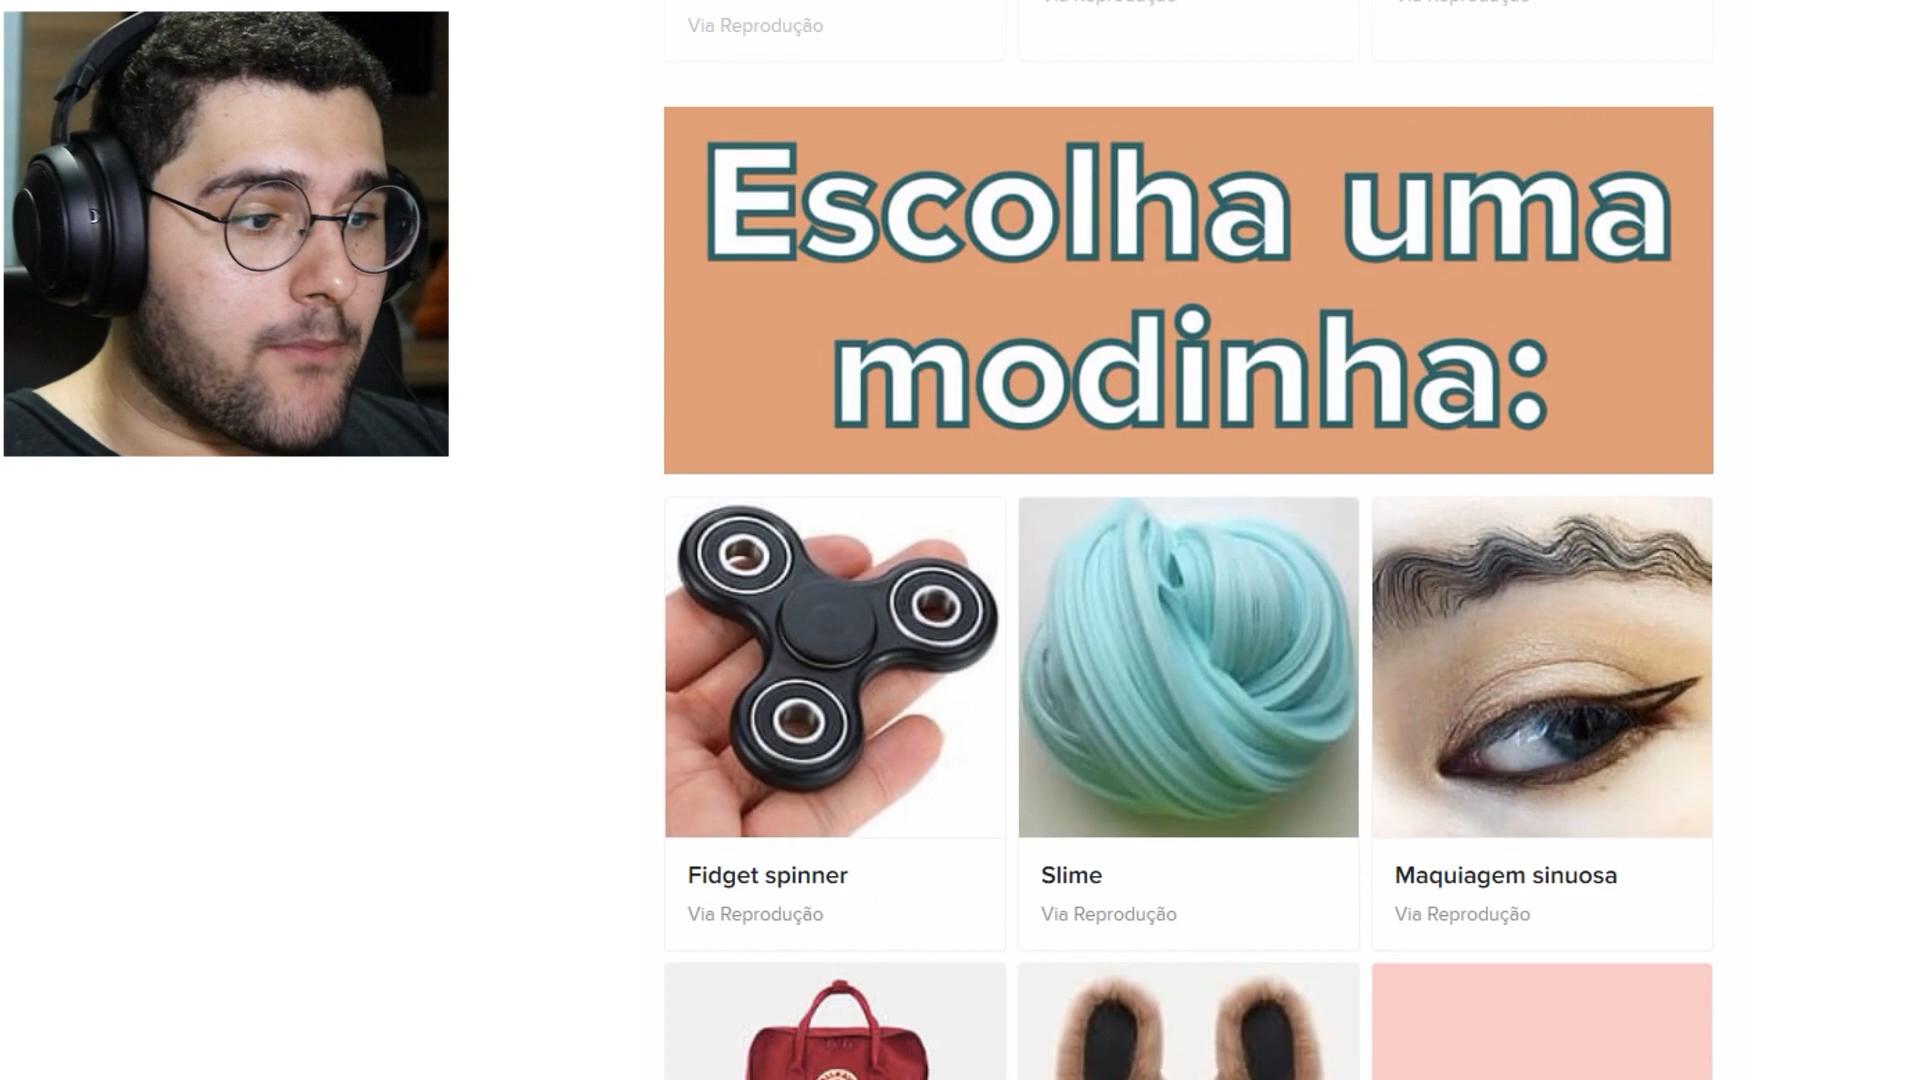 Via Reprodução
Escolha uma
modinha:
Fidget spinner
Slime
Maquiagem sinuosa
Via Reprodução
Via Reprodução
Via Reprodução